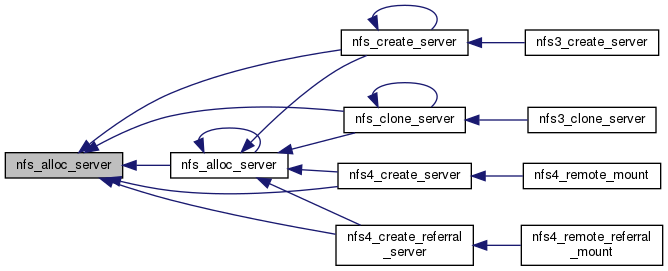 nfs_create_server
nfs3_create_server
nfs_clone_server
nfs3_clone_server
nfs_alloc_server
nfs_alloc_server
nfs4_create_server
nfs4_remote_mount
nfs4_create_referral
_server
nfs4_remote_referral
_mount